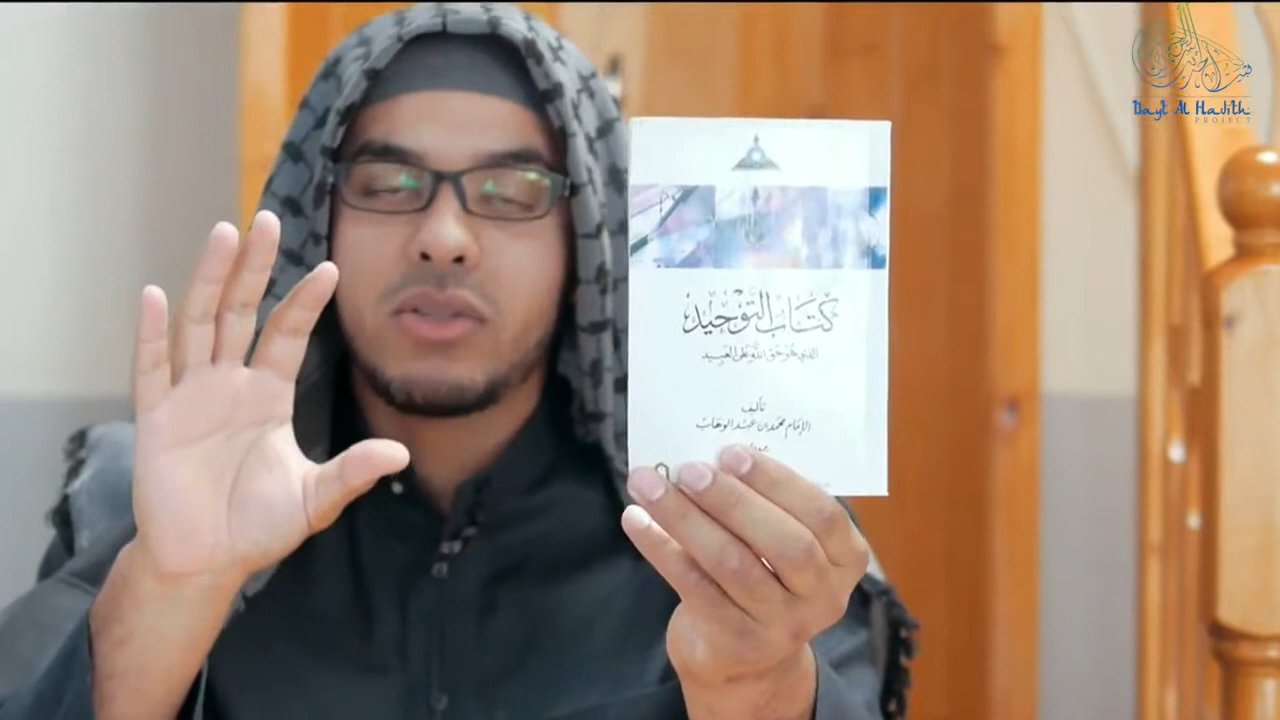 كتاب التوحيد
الذي هو حق الله على العبيد
تأليف
الإمام محمد بن عبد الوهاب
Bayt Al Hadith
PROJECT